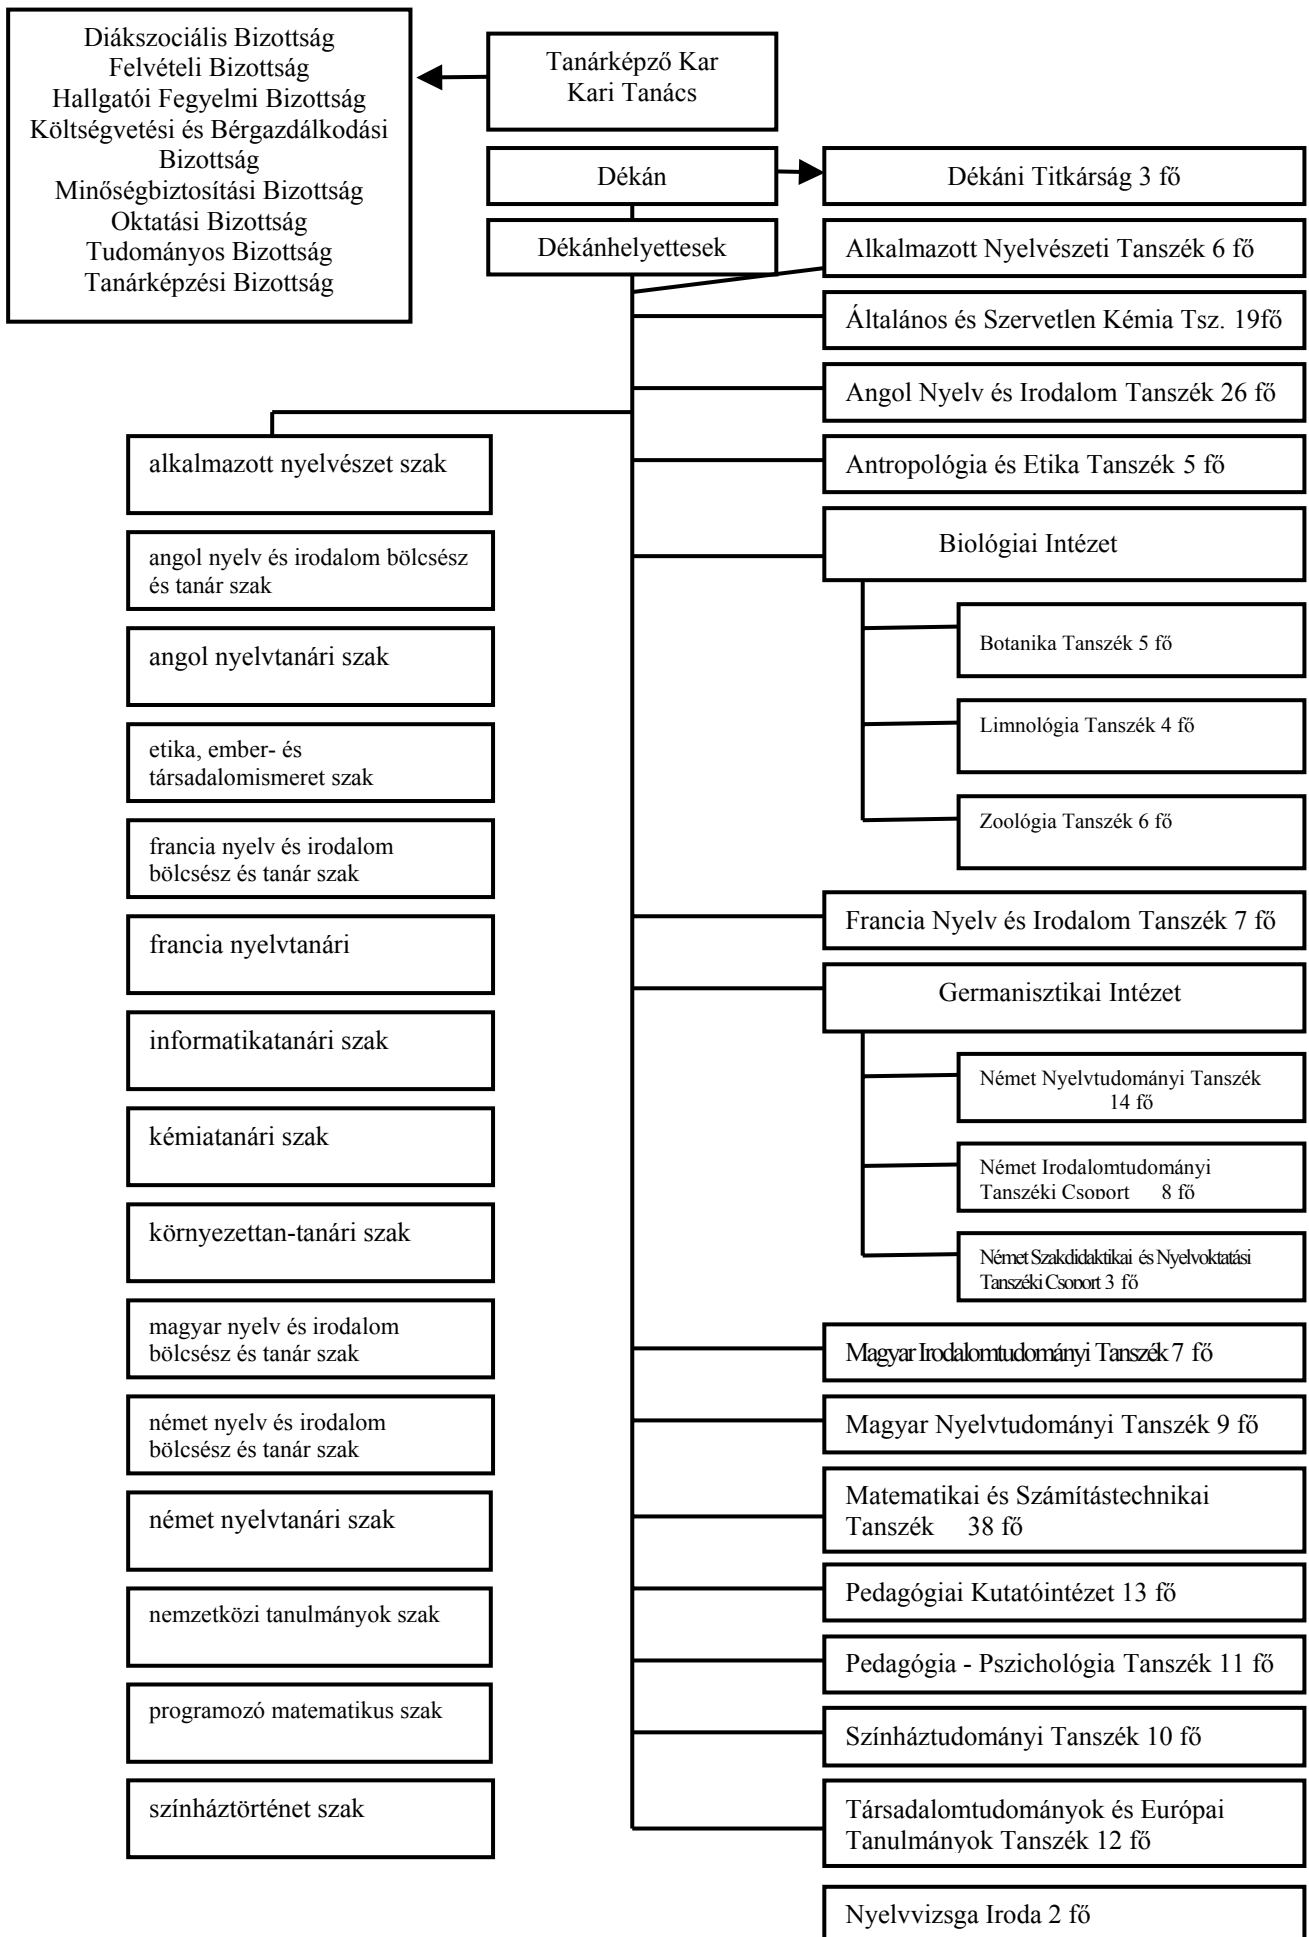 Diákszociális Bizottság
Felvételi Bizottság
Hallgatói Fegyelmi Bizottság
Költségvetési és Bérgazdálkodási
Bizottság
Minőségbiztosítási Bizottság
Oktatási Bizottság
Tudományos Bizottság
Tanárképzési Bizottság
Tanárképző Kar
Kari Tanács
Dékán
Dékáni Titkárság 3 fő
Dékánhelyettesek
alkalmazott nyelvészet szak
angol nyelv és irodalom bölcsész
és tanár szak
angol nyelvtanári szak
etika, ember- és
társadalomismeret szak
francia nyelv és irodalom
bölcsész és tanár szak
francia nyelvtanári
informatikatanári szak
kémiatanári szak
környezettan-tanári szak
magyar nyelv és irodalom
bölcsész és tanár szak
német nyelv és irodalom
bölcsész és tanár szak
német nyelvtanári szak
nemzetközi tanulmányok szak
programozó matematikus szak
színháztörténet szak
Alkalmazott Nyelvészeti Tanszék 6 fő
Általános és Szervetlen Kémia Tsz. 19fő
Angol Nyelv és Irodalom Tanszék 26 fő
Antropológia és Etika Tanszék 5 fő
Biológiai Intézet
Botanika Tanszék 5 fő
Limnológia Tanszék 4 fő
Zoológia Tanszék 6 fő
Francia Nyelv és Irodalom Tanszék 7 fő
Germanisztikai Intézet
Német Nyelvtudományi Tanszék
14 fő
Német Irodalomtudományi
Tanszéki Csoport 8 fő
Német Szakdidaktikai és Nyelvoktatási
Tanszéki Csoport 3 fő
Magyar Irodalomtudományi Tanszék 7 fő
Magyar Nyelvtudományi Tanszék 9 fő
Matematikai és Számítástechnikai
Tanszék 38 fő
Pedagógiai Kutatóintézet 13 fő
Pedagógia - Pszichológia Tanszék 11 fő
Színháztudományi Tanszék 10 fő
Társadalomtudományok és Európai
Tanulmányok Tanszék 12 fő
Nyelvvizsga Iroda 2 fő